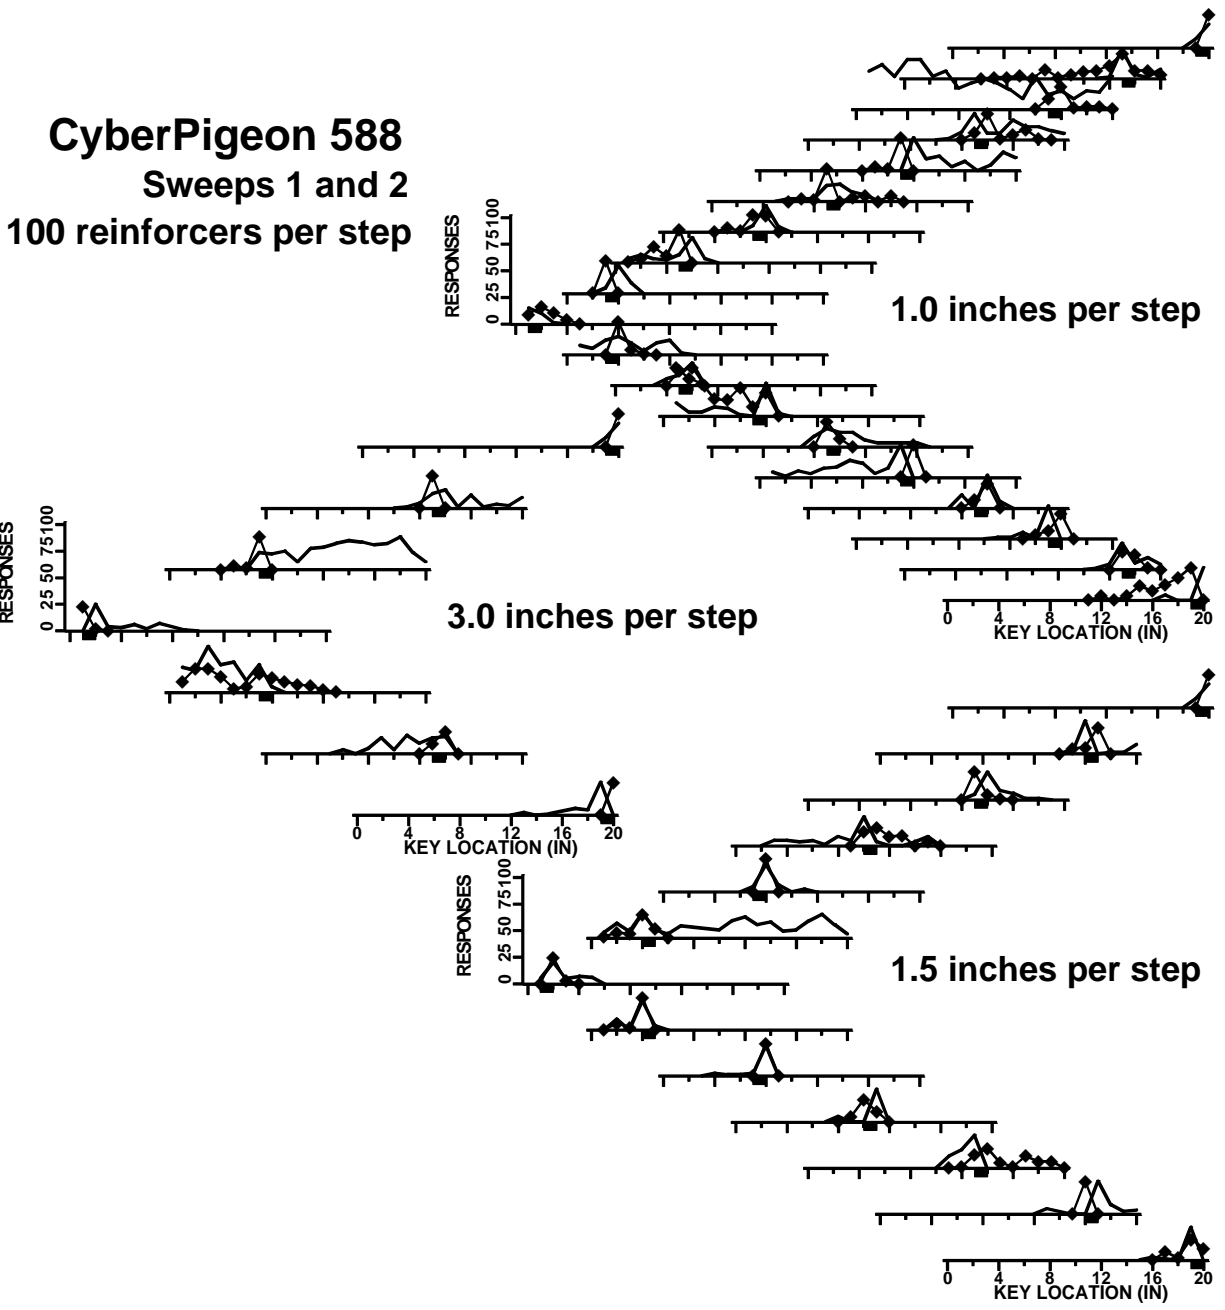 CyberPigeon 588
Sweeps 1 and 2
100 reinforcers per step
RESPONSES
0 25 50 75 100
1.0 inches per step
RESPONSES
0 25 50 75 100
3.0 inches per step
0 4 8 12 16 20
KEY LOCATION (IN)
0 4 8 12 16 20
KEY LOCATION (IN)
RESPONSES
0 25 50 75 100
1.5 inches per step
0 4 8 12 16 20
KEY LOCATION (IN)